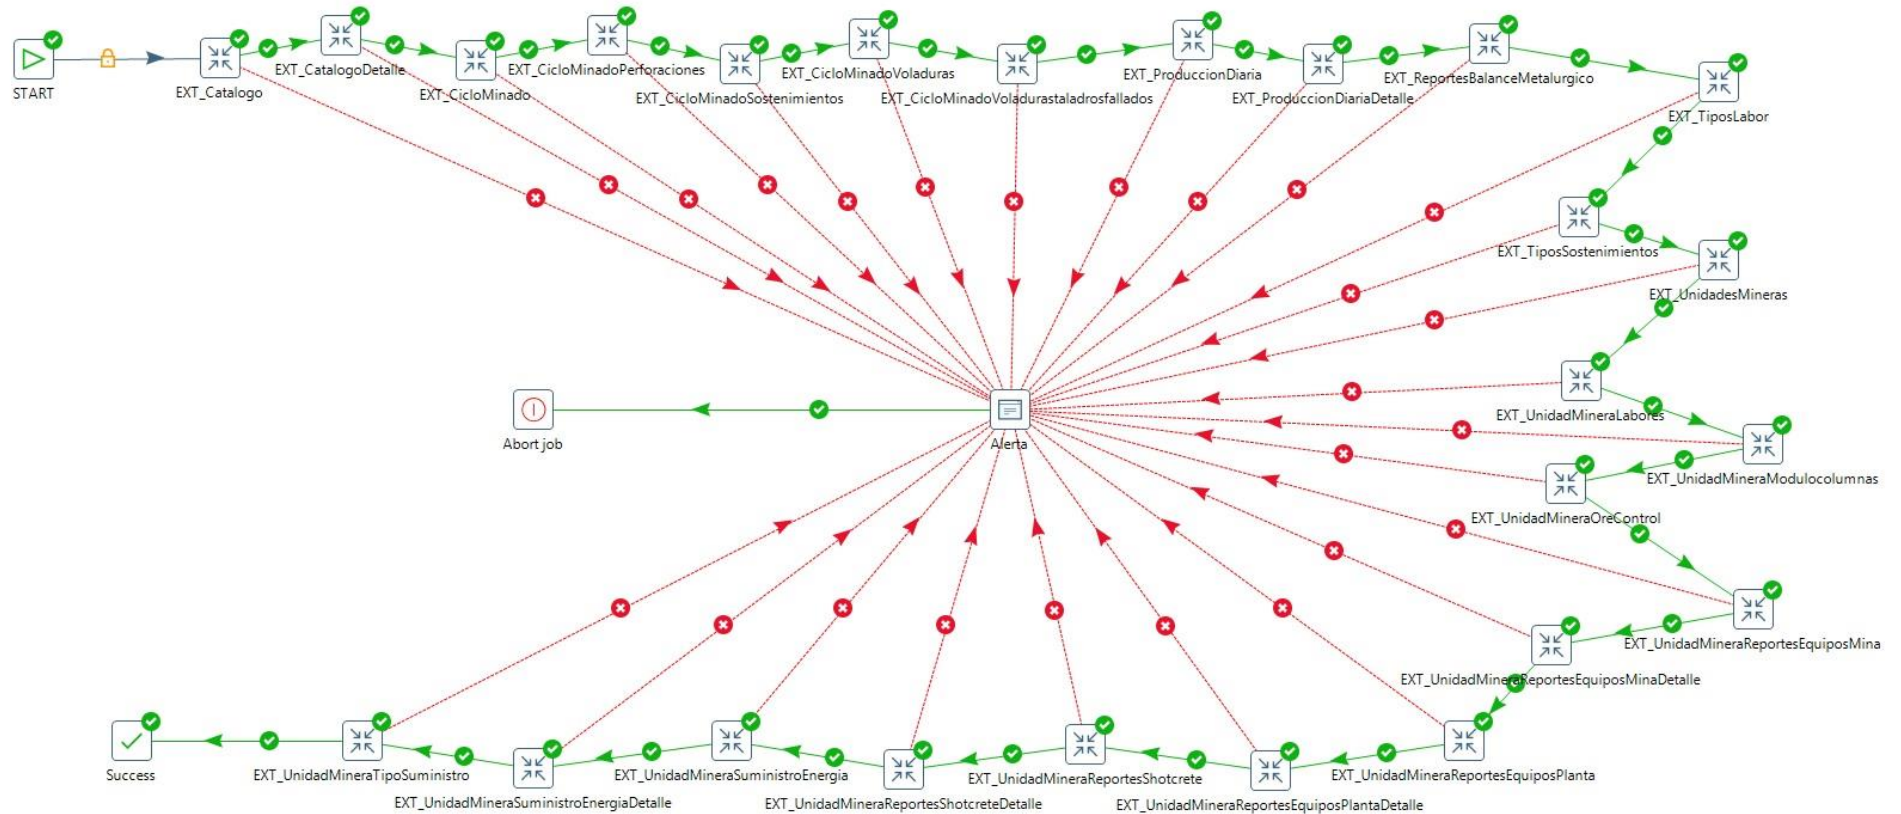 START
EXT_Catalogo
EXT_CatalogoDetalle
EXT_CicloMinado
EXT_CicloMinadoPerforaciones
EXT_CicloMinadoSostenimientos
EXT_CicloMinadoVoladuras
EXT_CicloMinadoVoladurastaladrosfallados
EXT_ProduccionDiaria
EXT_ProduccionDiariaDetalle
EXT_ReportesBalanceMetalurgico
EXT_TiposLabor
EXT_TiposSostenimientos
EXT_UnidadesMineras
EXT_UnidadMineraLabores
EXT_UnidadMineraModulocolumnas
EXT_UnidadMineraOreControl
EXT_UnidadMineraReportesEquiposMina
EXT_UnidadMineraReportesEquiposMinaDetalle
EXT_UnidadMineraReportesEquiposPlanta
EXT_UnidadMineraReportesEquiposPlantaDetalle
EXT_UnidadMineraReportesShotcrete
EXT_UnidadMineraReportesShotcreteDetalle
EXT_UnidadMineraSuministroEnergia
EXT_UnidadMineraSuministroEnergiaDetalle
EXT_UnidadMineraTipoSuministro
Success
Alerta
Abort job